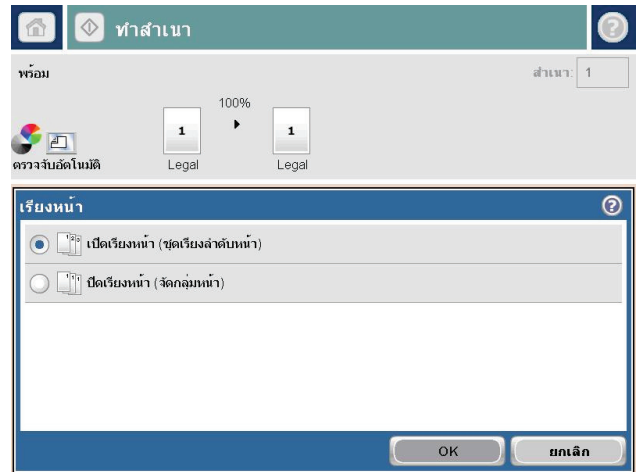 ทำสำเนา
พร้อม
สำเนา: 1
100%
1 1
ตรวจจับอัตโนมัติ Legal Legal
เรียงหน้า
เปิดเรียงหน้า (ชุดเรียงลำดับหน้า)
ปิดเรียงหน้า (จัดกลุ่มหน้า)
OK ยกเลิก